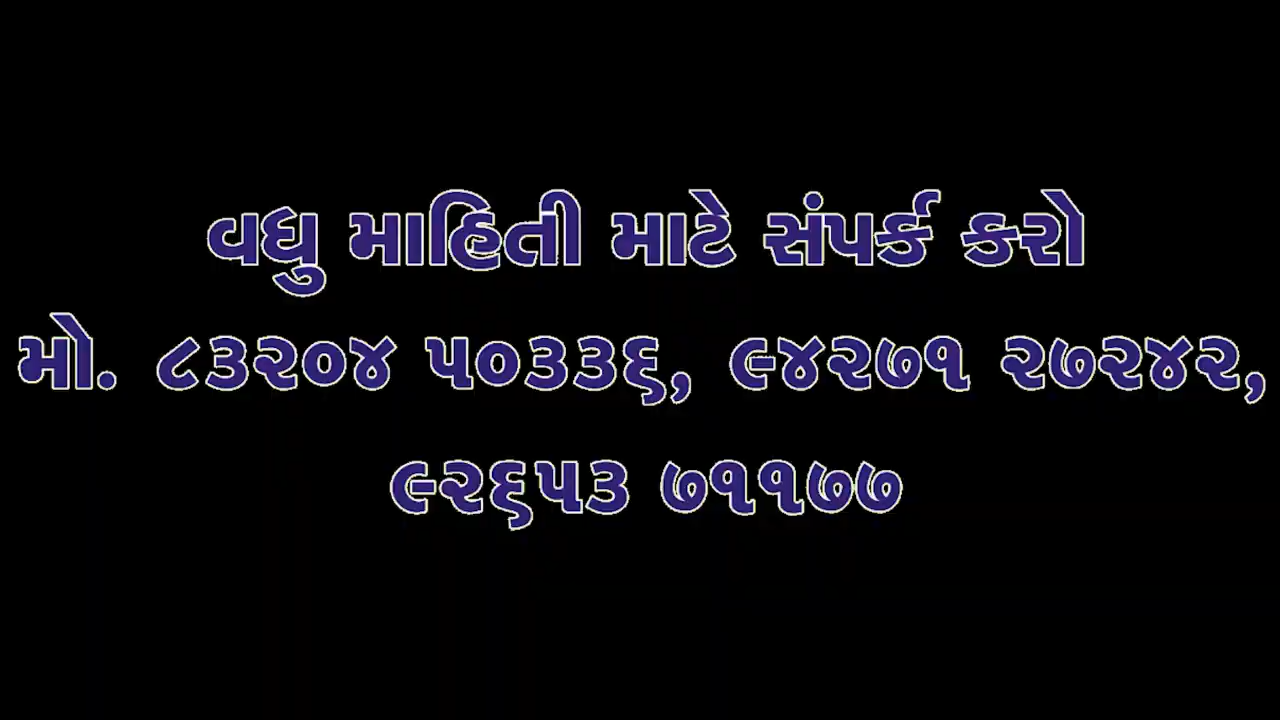 વધુ માહિતી માટે સંપર્ક કરો
મો. ૮૩૨૦૪ ૫૦૩૩૬, ૯૪૨૭૧ ૨૭૨૪૨,
૯૨૬૫૩ ૭૧૧૭૭